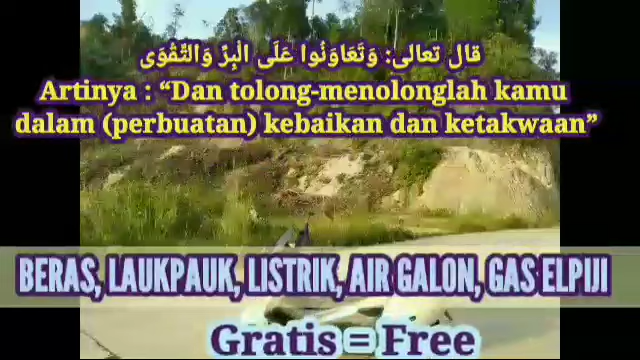 قال تعالى: وَتَعَاوَنُوا عَلَى الْبِرِّ وَالتَّقْوَى
Artinya : “Dan tolong-menolonglah kamu
dalam (perbuatan) kebaikan dan ketakwaan”
BERAS, LAUKPAUK, LISTRIK, AIR GALON, GAS ELPIJI
Gratis = Free